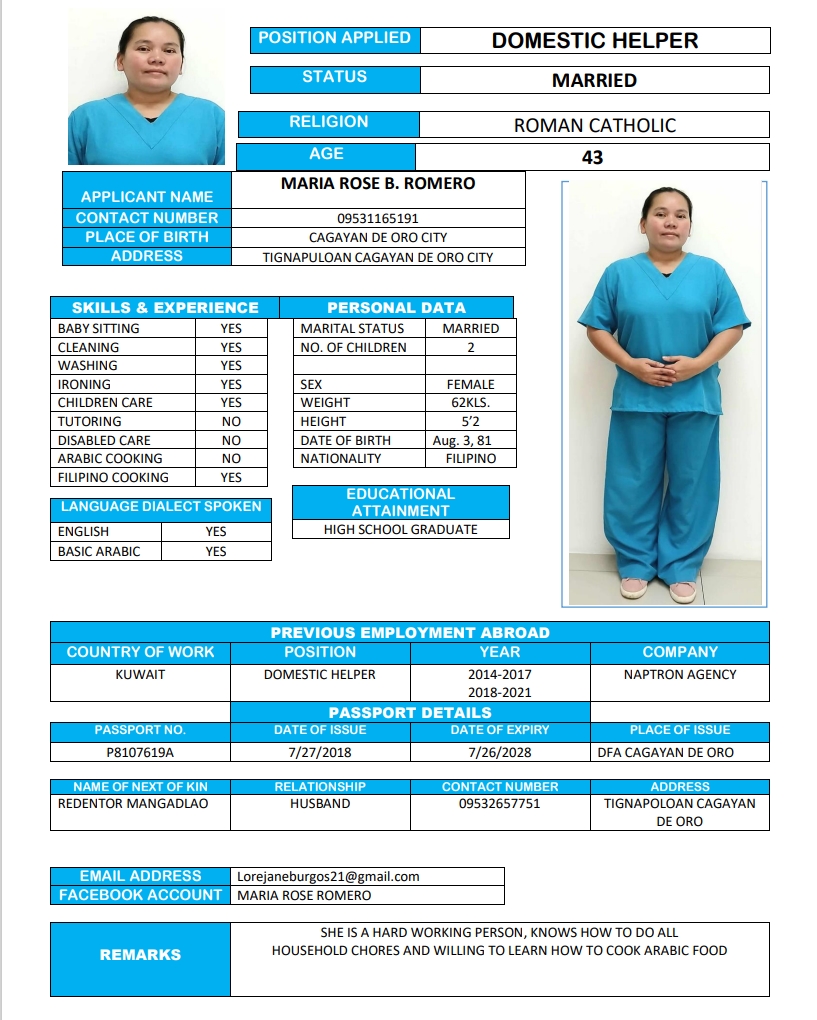 POSITION APPLIED DOMESTIC HELPER
STATUS MARRIED
RELIGION ROMAN CATHOLIC
AGE 43
APPLICANT NAME MARIA ROSE B. ROMERO
CONTACT NUMBER 09531165191
PLACE OF BIRTH CAGAYAN DE ORO CITY
ADDRESS TIGNAPULOAN CAGAYAN DE ORO CITY
SKILLS & EXPERIENCE
BABY SITTING YES
CLEANING YES
WASHING YES
IRONING YES
CHILDREN CARE YES
TUTORING NO
DISABLED CARE NO
ARABIC COOKING NO
FILIPINO COOKING YES
LANGUAGE DIALECT SPOKEN
ENGLISH YES
BASIC ARABIC YES
PERSONAL DATA
MARITAL STATUS MARRIED
NO. OF CHILDREN 2
SEX FEMALE
WEIGHT 62KLS.
HEIGHT 5’2
DATE OF BIRTH Aug. 3, 81
NATIONALITY FILIPINO
EDUCATIONAL
ATTAINMENT
HIGH SCHOOL GRADUATE
PREVIOUS EMPLOYMENT ABROAD
COUNTRY OF WORK POSITION YEAR COMPANY
KUWAIT DOMESTIC HELPER 2014-2017 NAPTRON AGENCY
2018-2021
PASSPORT DETAILS
PASSPORT NO. DATE OF ISSUE DATE OF EXPIRY PLACE OF ISSUE
P8107619A 7/27/2018 7/26/2028 DFA CAGAYAN DE ORO
NAME OF NEXT OF KIN RELATIONSHIP CONTACT NUMBER ADDRESS
REDENTOR MANGADLAO HUSBAND 09532657751 TIGNAPOLOAN CAGAYAN
DE ORO
EMAIL ADDRESS Lorejaneburgos21@gmail.com
FACEBOOK ACCOUNT MARIA ROSE ROMERO
REMARKS
SHE IS A HARD WORKING PERSON, KNOWS HOW TO DO ALL
HOUSEHOLD CHORES AND WILLING TO LEARN HOW TO COOK ARABIC FOOD